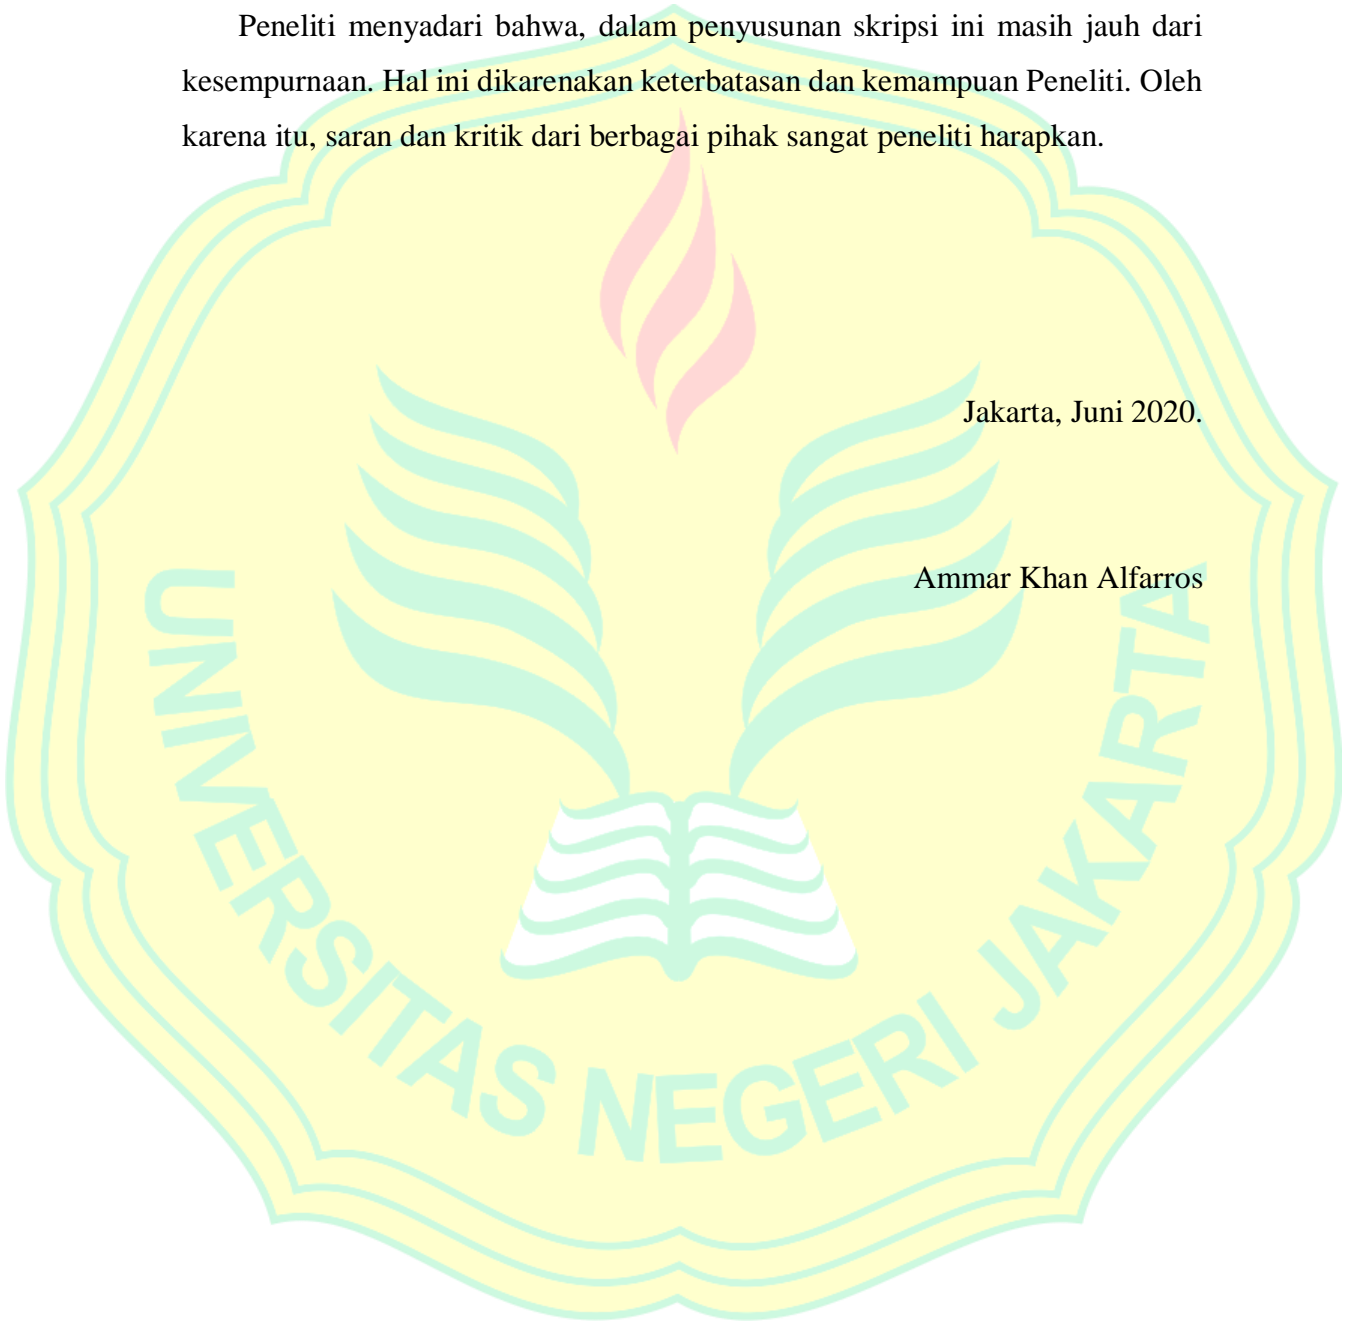 Peneliti menyadari bahwa, dalam penyusunan skripsi ini masih jauh dari
kesempurnaan. Hal ini dikarenakan keterbatasan dan kemampuan Peneliti. Oleh
karena itu, saran dan kritik dari berbagai pihak sangat peneliti harapkan.
Jakarta, Juni 2020.
Ammar Khan Alfarros
UNIVERSITAS NEGERI JAKARTA